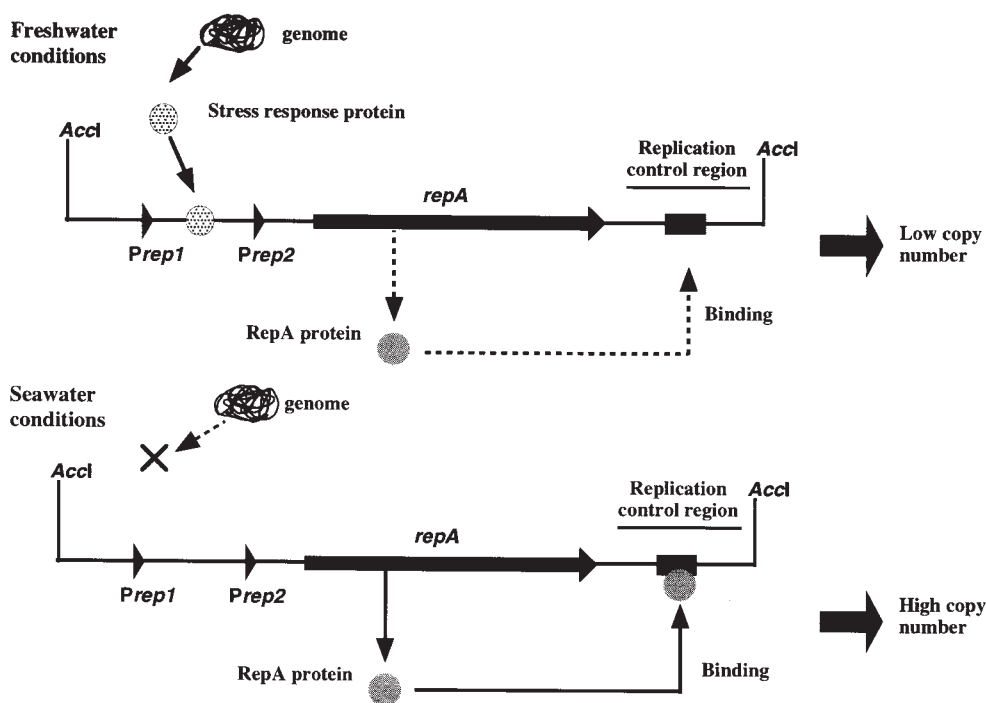 Freshwater
conditions
genome
Stress response protein
AccI
Replication
control region
AccI
repA
Prep1
Prep2
Low copy
number
RepA protein
Binding
Seawater
conditions
genome
AccI
Replication
control region
AccI
repA
Prep1
Prep2
High copy
number
RepA protein
Binding